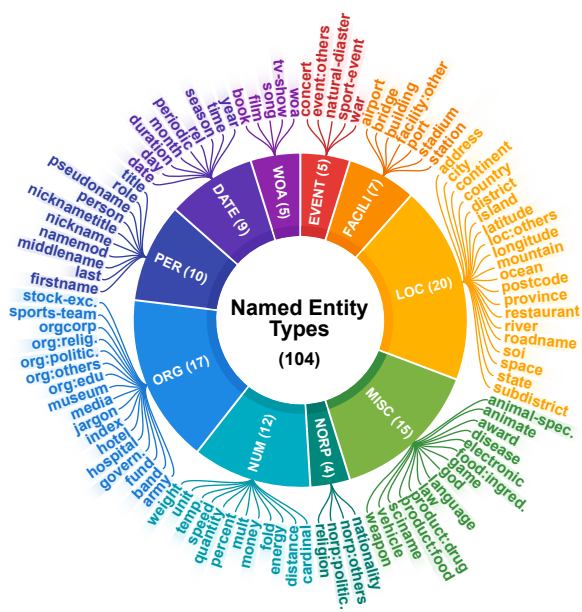 Named Entity
Types
(104)
EVENT (5)
concert
event:others
natural-diaster
sport-event
war
FACILI (7)
airport
bridge
building
facility:other
port
stadium
station
LOC (20)
address
city
continent
country
district
island
latitude
loc:others
longitude
mountain
ocean
postcode
province
restaurant
river
roadname
soi
space
state
subdistrict
MISC (15)
animal-spec.
animate
award
disease
electronic
food:ingred.
game
god
language
law
product:drug
product:food
sciname
vehicle
weapon
NORP (4)
nationality
norp:others
norp:politic.
religion
NUM (12)
cardinal
distance
energy
fold
money
mult
percent
quantity
speed
temp.
unit
weight
ORG (17)
army
band
fund
govern.
hospital
hotel
index
jargon
media
museum
org:edu
org:others
org:politic.
org:relig.
orgcorp
sports-team
stock-exc.
PER (10)
firstname
last
middlename
namemod
nickname
nicknametitle
person
pseudoname
role
title
DATE (9)
date
day
duration
month
periodic
rel
season
time
year
WOA (5)
book
film
song
tv-show
woa